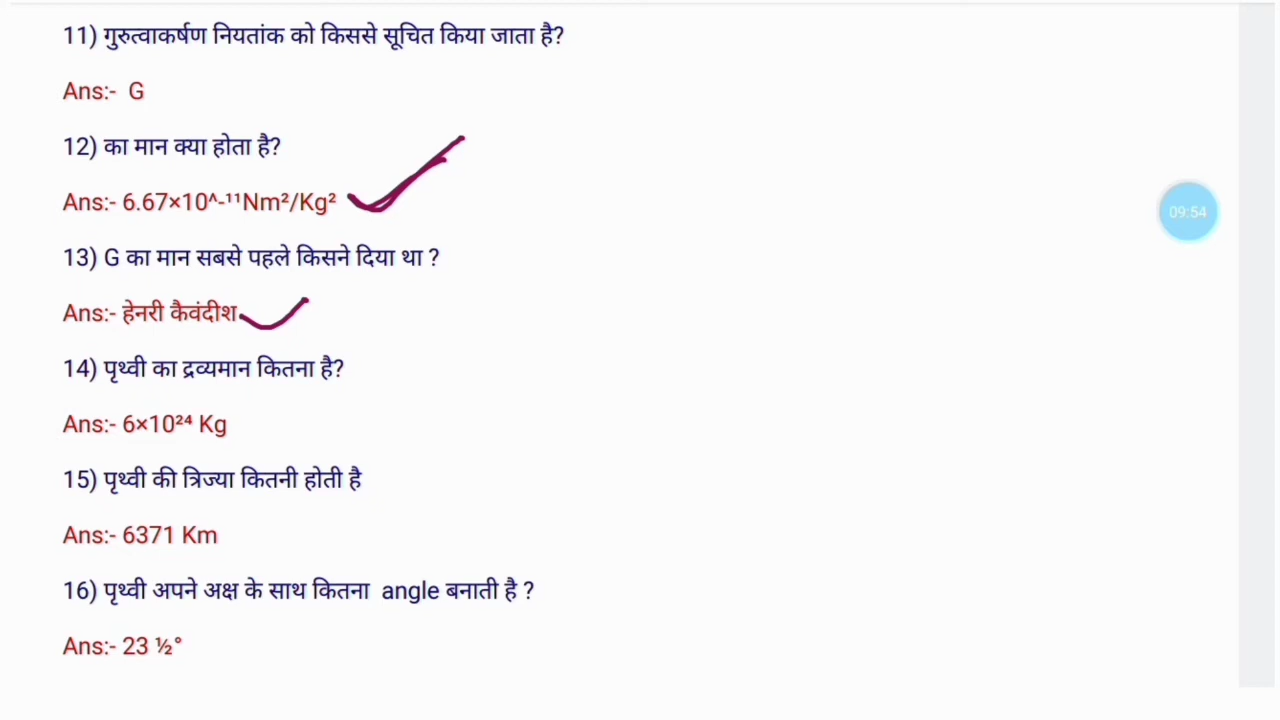 11) गुरुत्वाकर्षण नियतांक को किससे सूचित किया जाता है?
Ans:- G
12) का मान क्या होता है?
Ans:- 6.67×10^-¹¹Nm²/Kg²
13) G का मान सबसे पहले किसने दिया था ?
09:54
Ans:- हेनरी कैवंदीश
14) पृथ्वी का द्रव्यमान कितना है?
Ans:- 6×10²⁴ Kg
15) पृथ्वी की त्रिज्या कितनी होती है
Ans:- 6371 Km
16) पृथ्वी अपने अक्ष के साथ कितना angle बनाती है ?
Ans:- 23 ½°